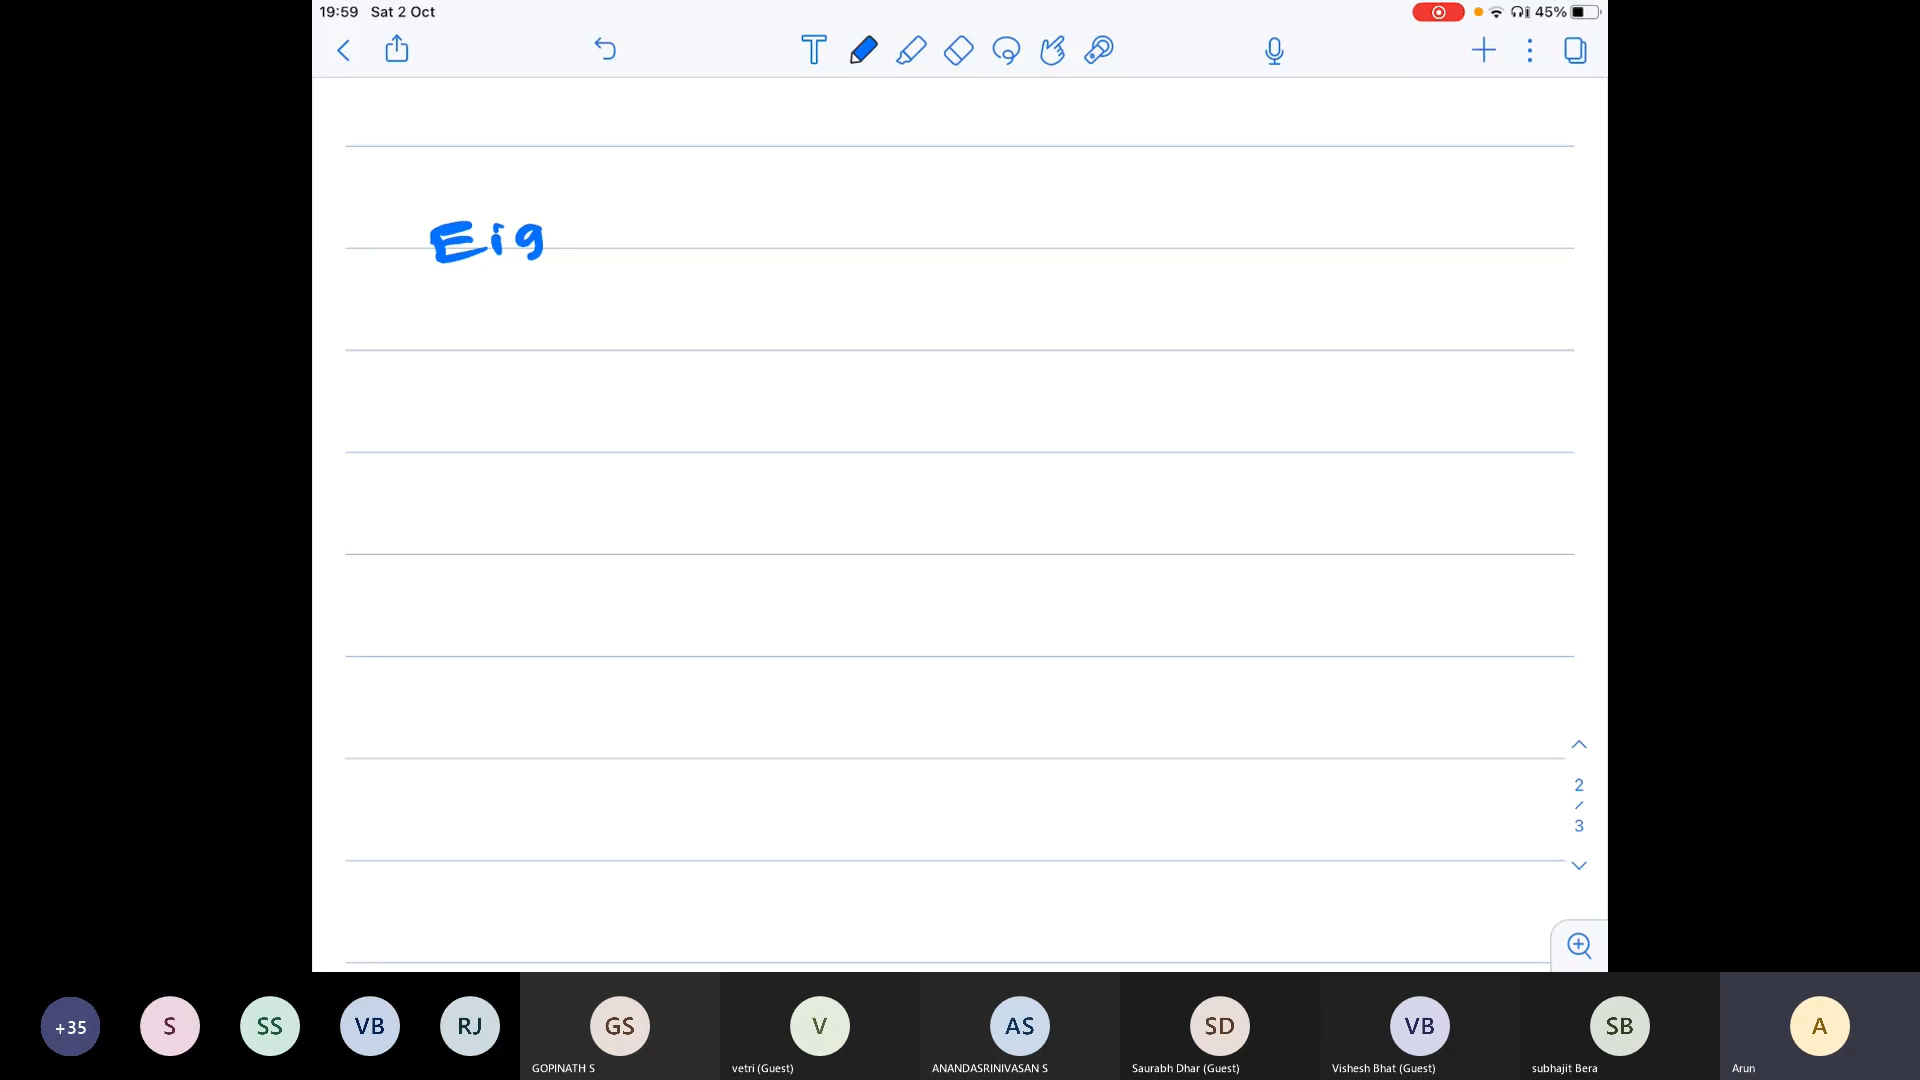 19:59 Sat 2 Oct 45%
T
Eig
2
/
3
+35 S SS VB RJ GS V AS SD VB SB A
GOPINATH S vetri (Guest) ANANDASRINIVASAN S Saurabh Dhar (Guest) Vishesh Bhat (Guest) subhajit Bera Arun